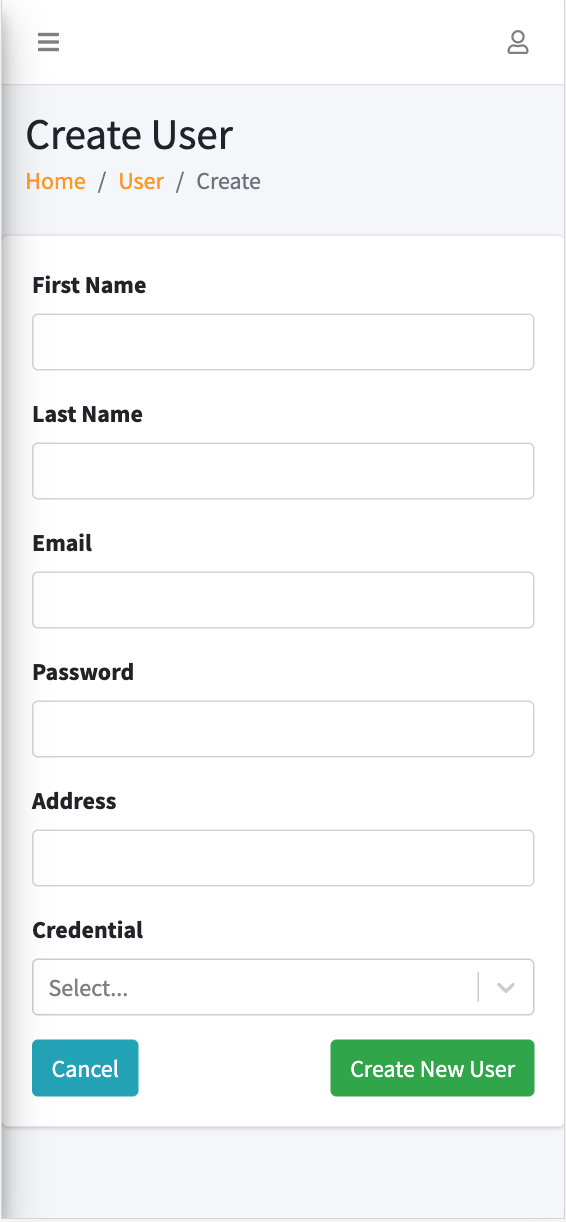 Create User
Home / User / Create
First Name
Last Name
Email
Password
Address
Credential
Select...
Cancel
Create New User